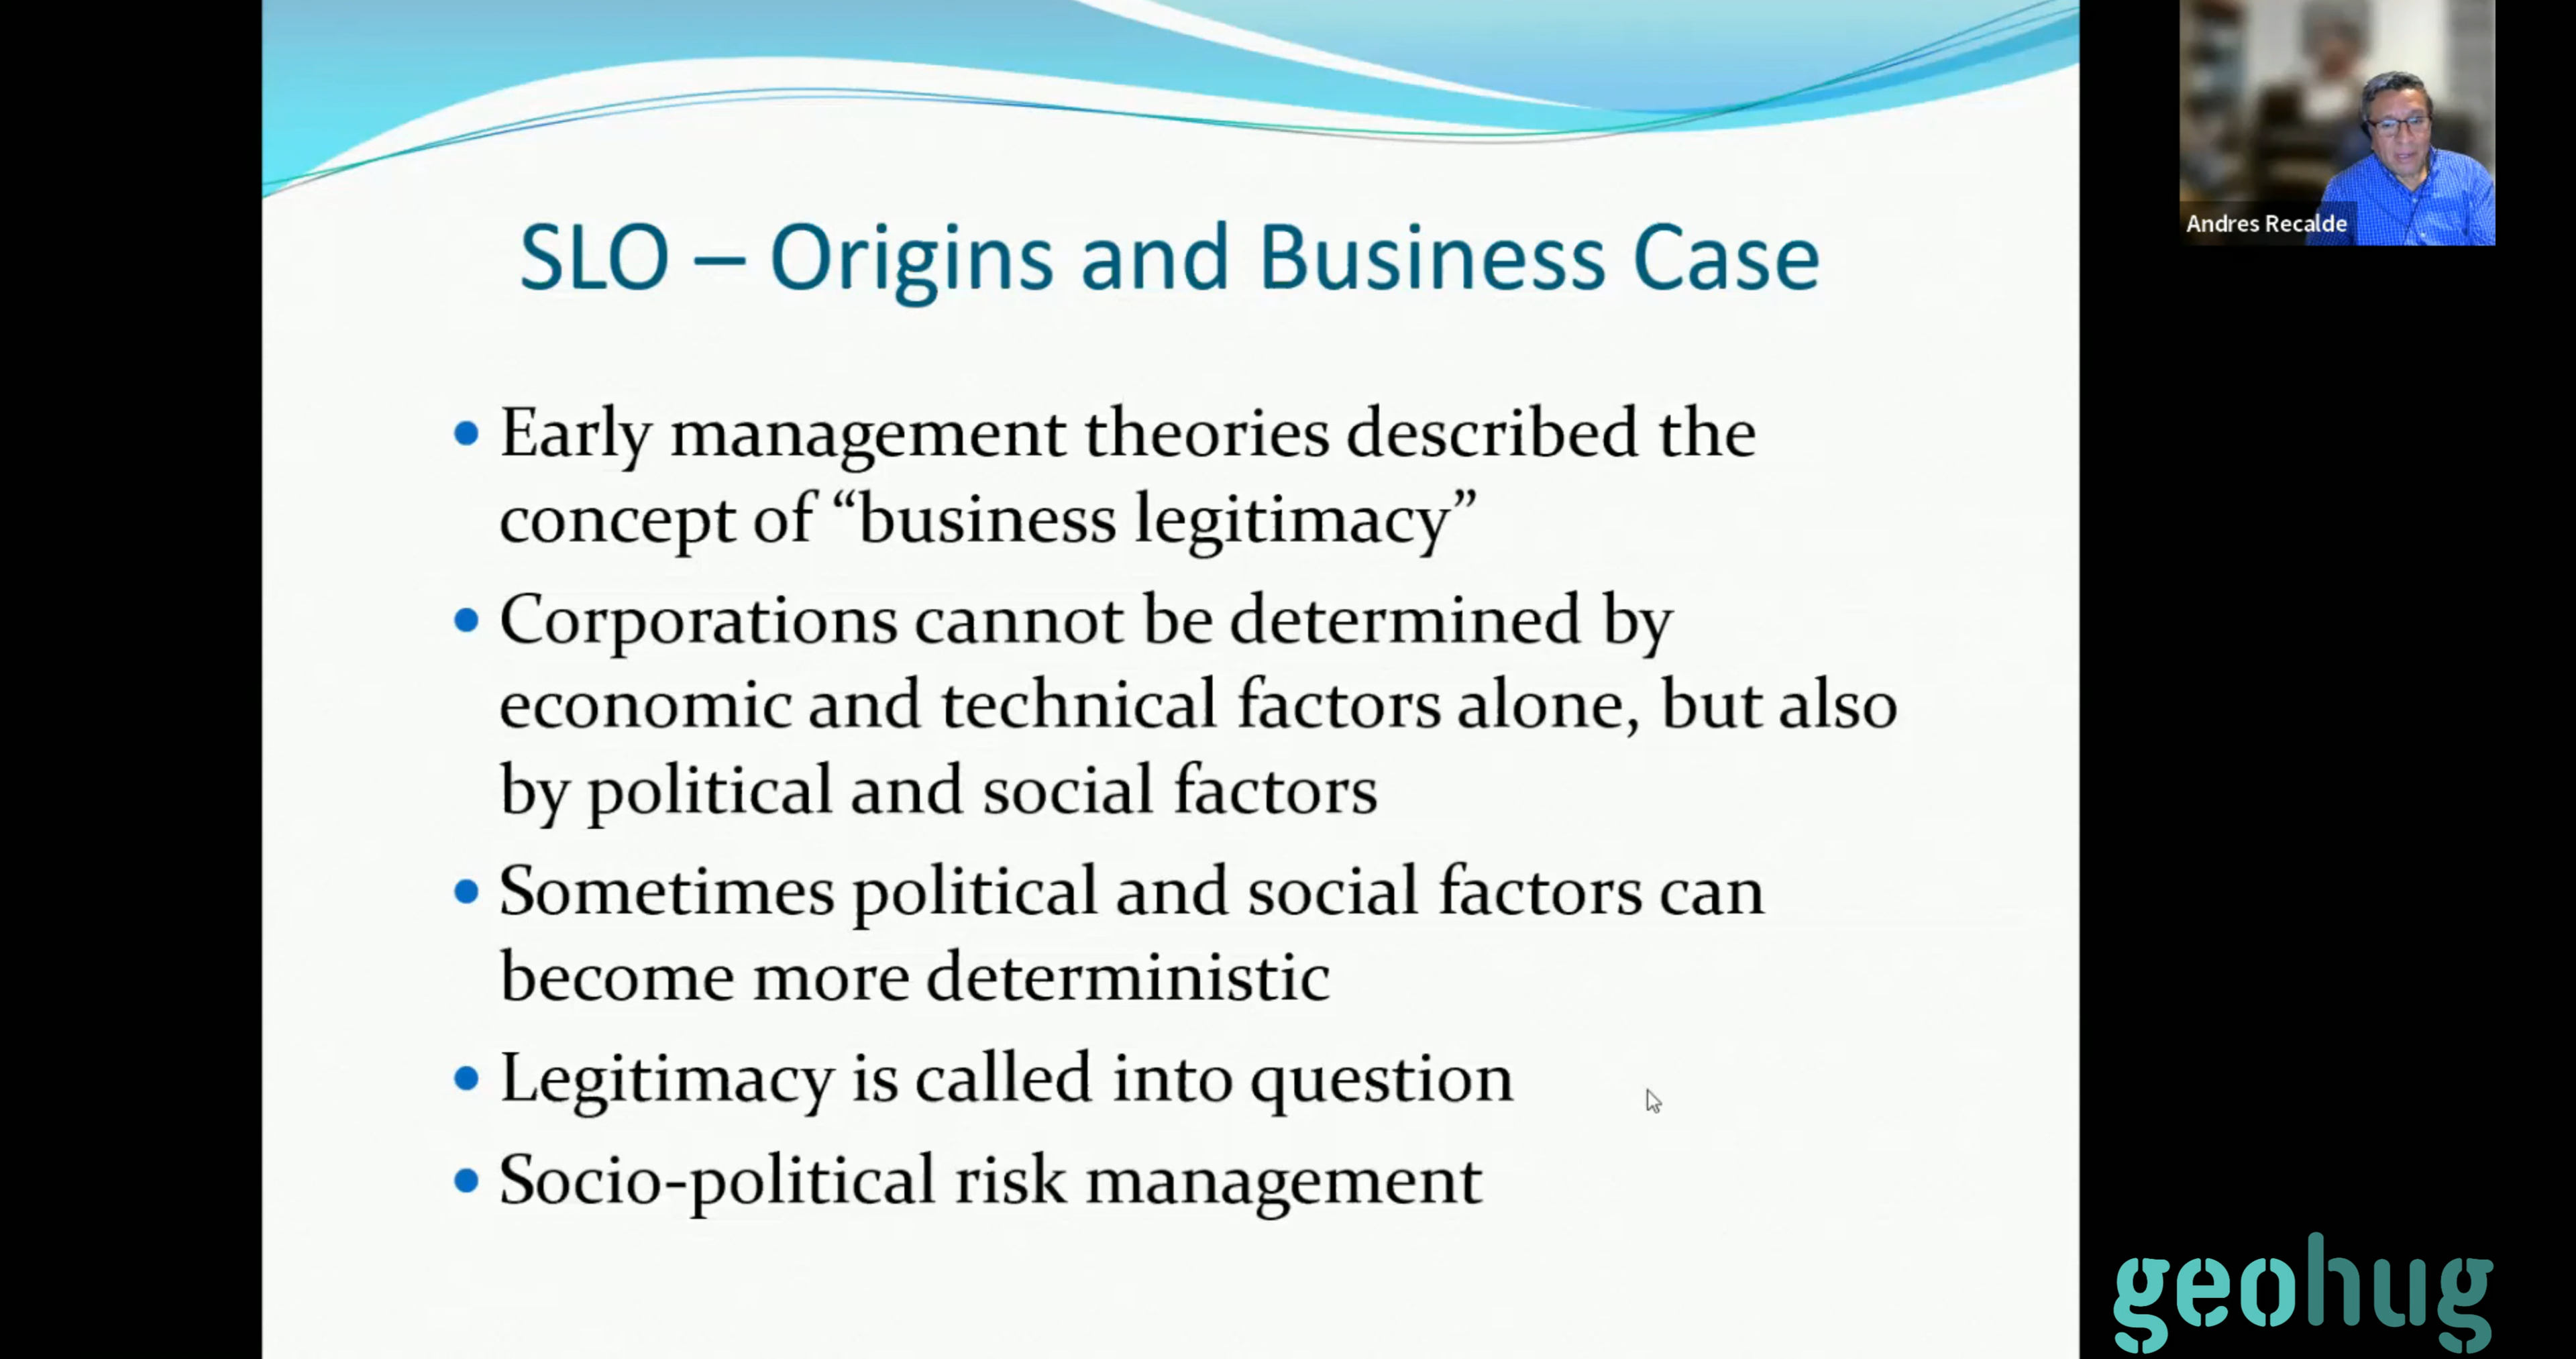 SLO – Origins and Business Case
Andres Recalde
• Early management theories described the
concept of “business legitimacy”
• Corporations cannot be determined by
economic and technical factors alone, but also
by political and social factors
• Sometimes political and social factors can
become more deterministic
• Legitimacy is called into question
• Socio-political risk management
geohug